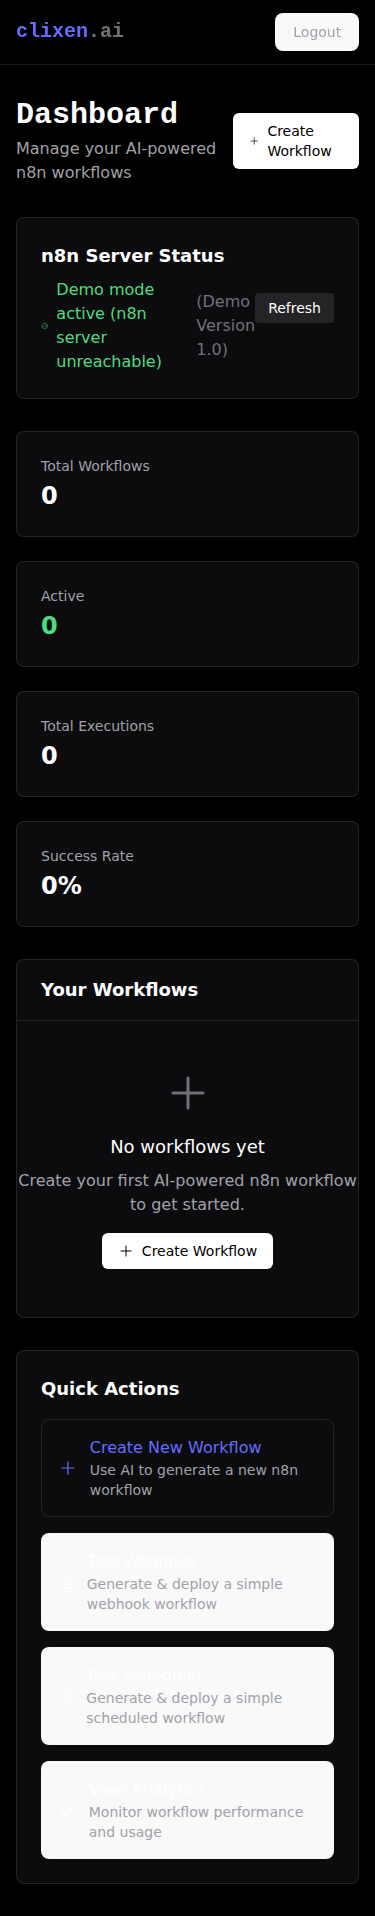 clixen.ai
Logout
Dashboard
Manage your AI-powered
n8n workflows
Create
Workflow
n8n Server Status
Demo mode
active (n8n
server
unreachable)
(Demo
Version
1.0)
Refresh
Total Workflows
0
Active
0
Total Executions
0
Success Rate
0%
Your Workflows
No workflows yet
Create your first AI-powered n8n workflow
to get started.
Create Workflow
Quick Actions
Create New Workflow
Use AI to generate a new n8n
workflow
Test Webhook
Generate & deploy a simple
webhook workflow
Test Scheduler
Generate & deploy a simple
scheduled workflow
View Analytics
Monitor workflow performance
and usage